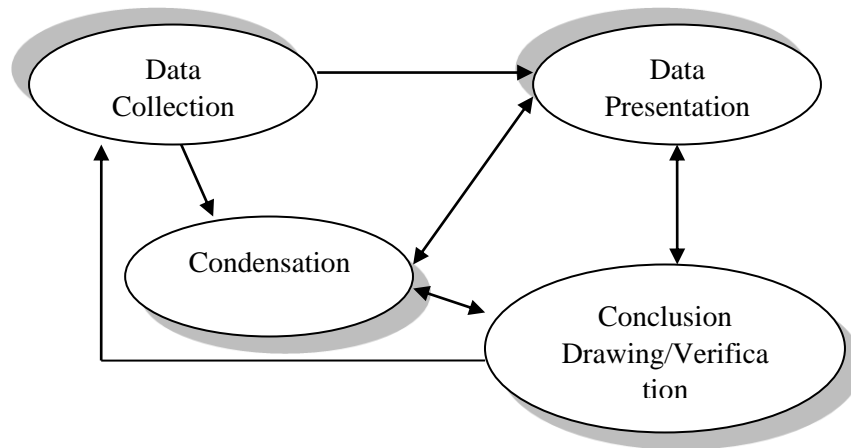 Data
Collection
Data
Presentation
Condensation
Conclusion
Drawing/Verifica
tion